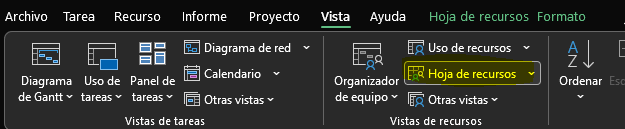 Archivo Tarea Recurso Informe Proyecto Vista Ayuda Hoja de recursos Formato
Diagrama de Gantt
Uso de tareas
Panel de tareas
Diagrama de red
Calendario
Otras vistas
Vistas de tareas
Organizador de equipo
Uso de recursos
Hoja de recursos
Otras vistas
Vistas de recursos
A
Z
Ordenar